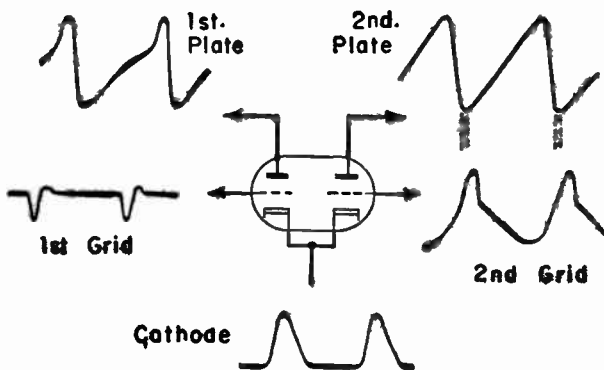 1st.
Plate
2nd.
Plate
1st Grid
2nd Grid
Cathode